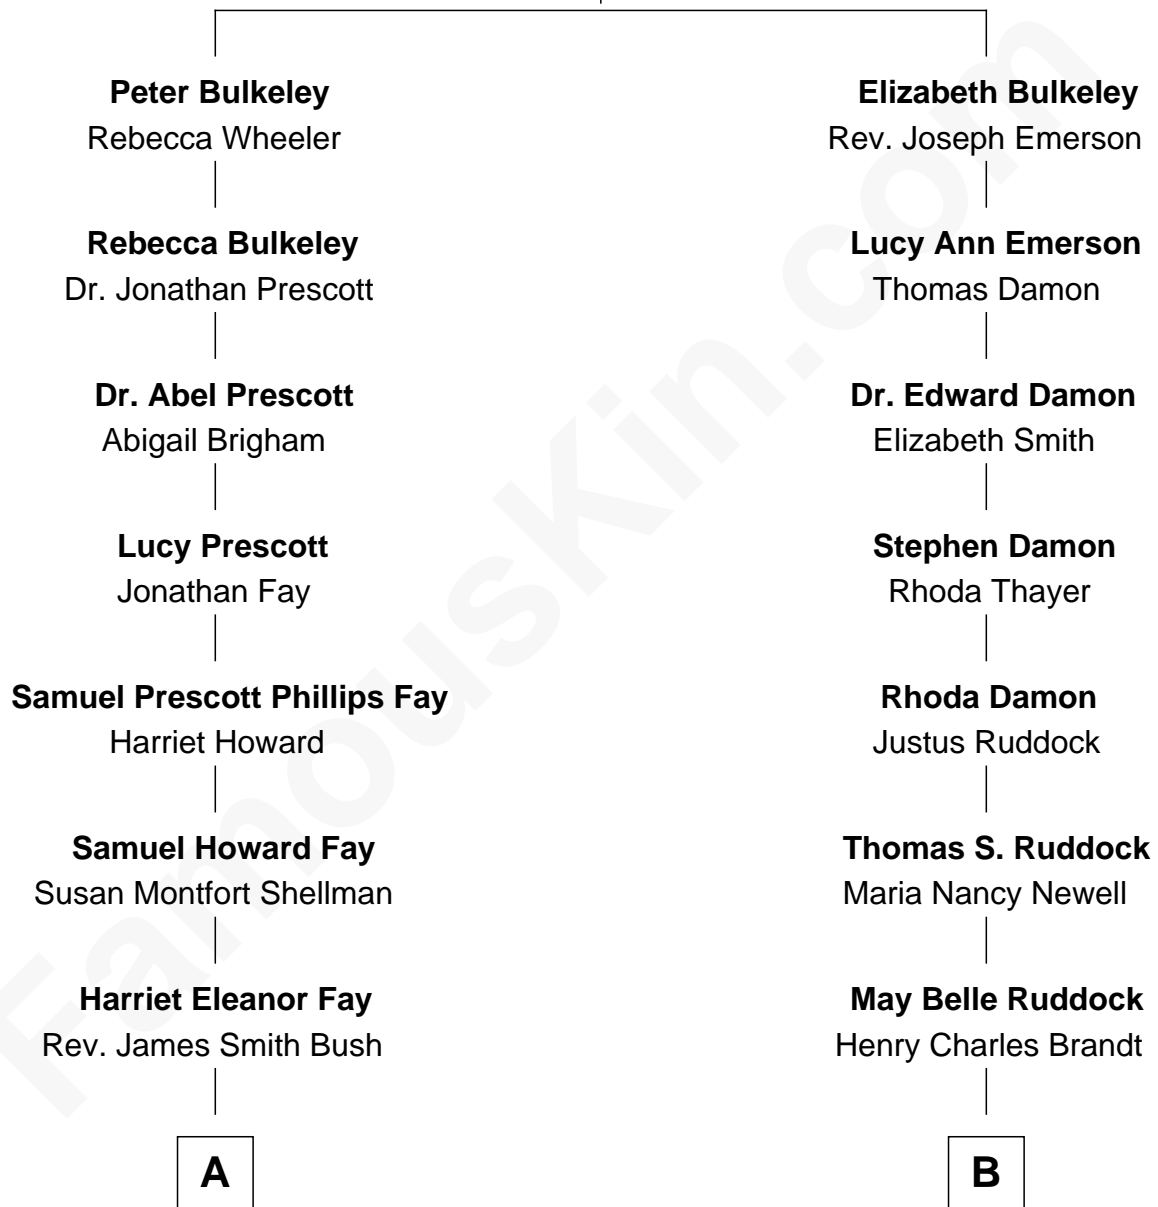 Peter Bulkeley
Rebecca Wheeler
Rebecca Bulkeley
Dr. Jonathan Prescott
Dr. Abel Prescott
Abigail Brigham
Lucy Prescott
Jonathan Fay
Samuel Prescott Phillips Fay
Harriet Howard
Samuel Howard Fay
Susan Montfort Shellman
Harriet Eleanor Fay
Rev. James Smith Bush
A
Elizabeth Bulkeley
Rev. Joseph Emerson
Lucy Ann Emerson
Thomas Damon
Dr. Edward Damon
Elizabeth Smith
Stephen Damon
Rhoda Thayer
Rhoda Damon
Justus Ruddock
Thomas S. Ruddock
Maria Nancy Newell
May Belle Ruddock
Henry Charles Brandt
B
FamousKin.com